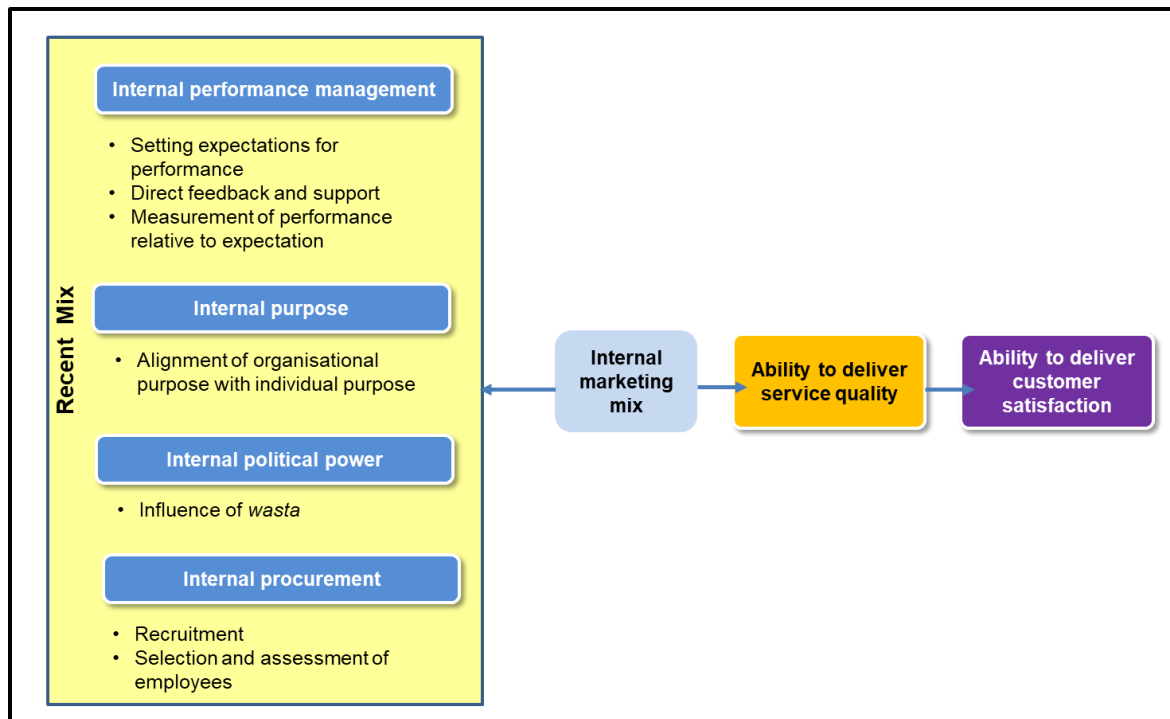 Recent Mix
Internal performance management
• Setting expectations for
performance
• Direct feedback and support
• Measurement of performance
relative to expectation
Internal purpose
• Alignment of organisational
purpose with individual purpose
Internal political power
• Influence of wasta
Internal procurement
• Recruitment
• Selection and assessment of
employees
Internal
marketing
mix
Ability to deliver
service quality
Ability to deliver
customer
satisfaction